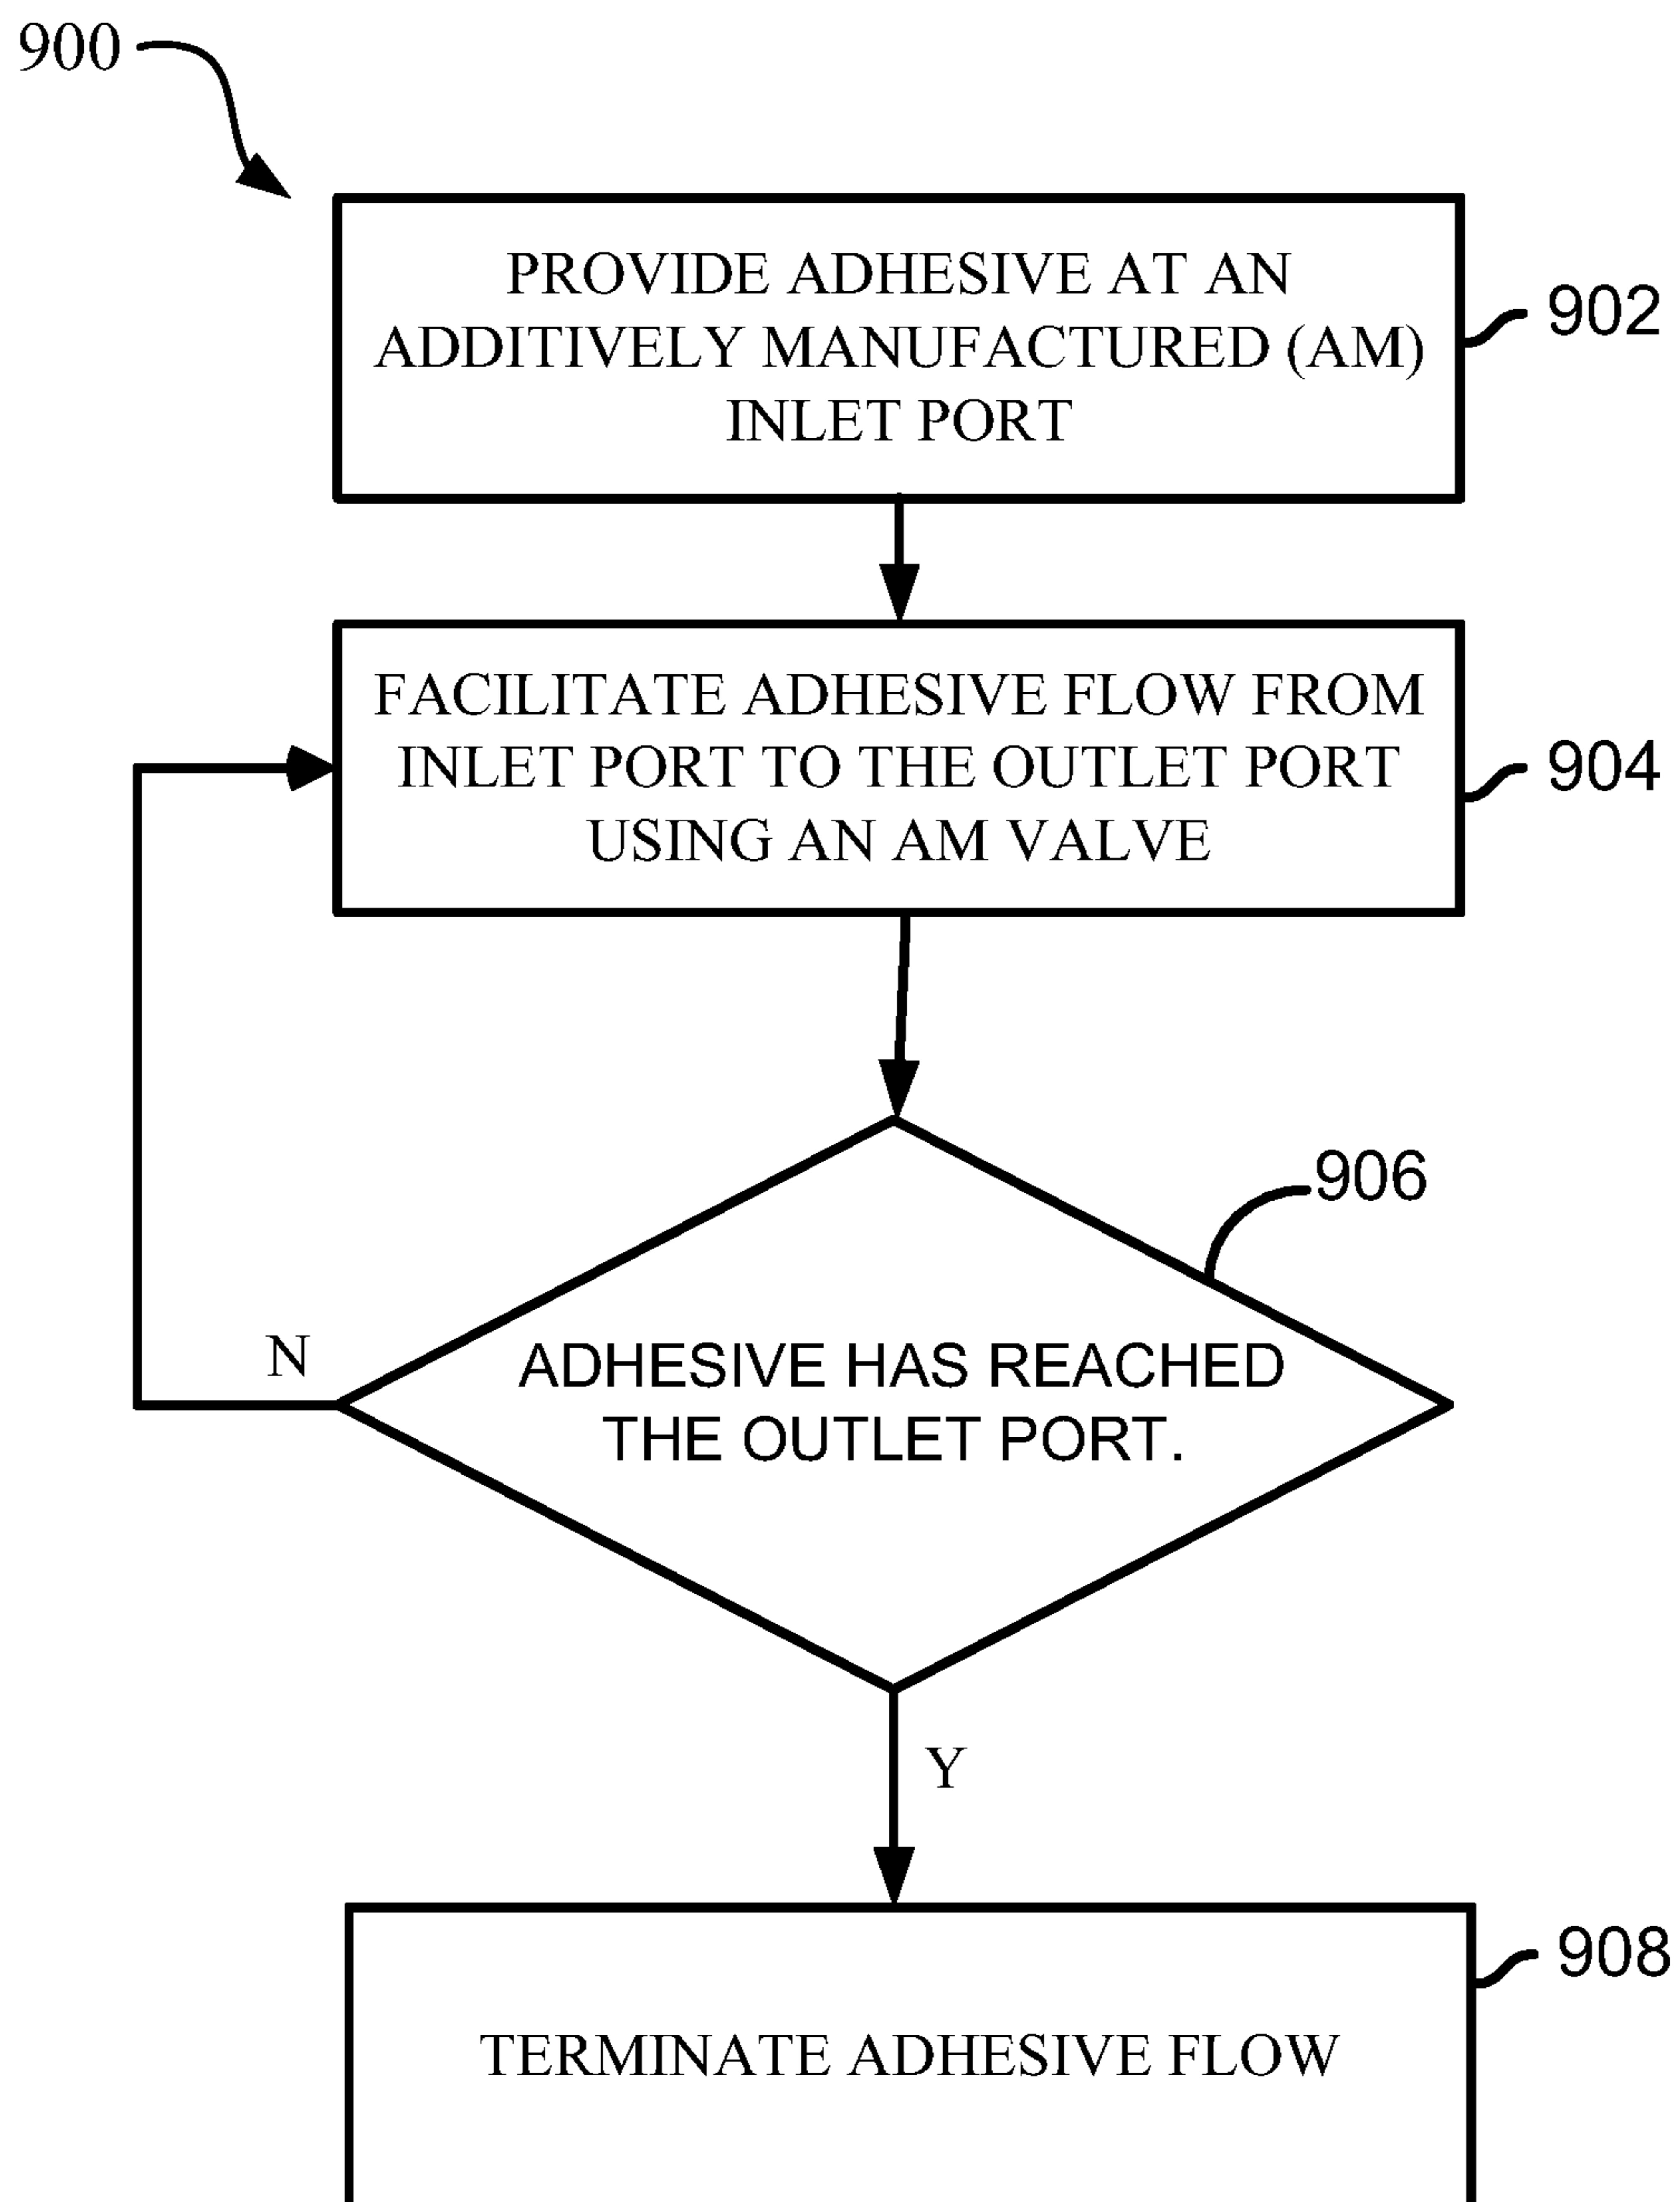 900
PROVIDE ADHESIVE AT AN
ADDITIVELY MANUFACTURED (AM)
INLET PORT
902
FACILITATE ADHESIVE FLOW FROM
INLET PORT TO THE OUTLET PORT
USING AN AM VALVE
904
906
ADHESIVE HAS REACHED
THE OUTLET PORT.
N
Y
908
TERMINATE ADHESIVE FLOW